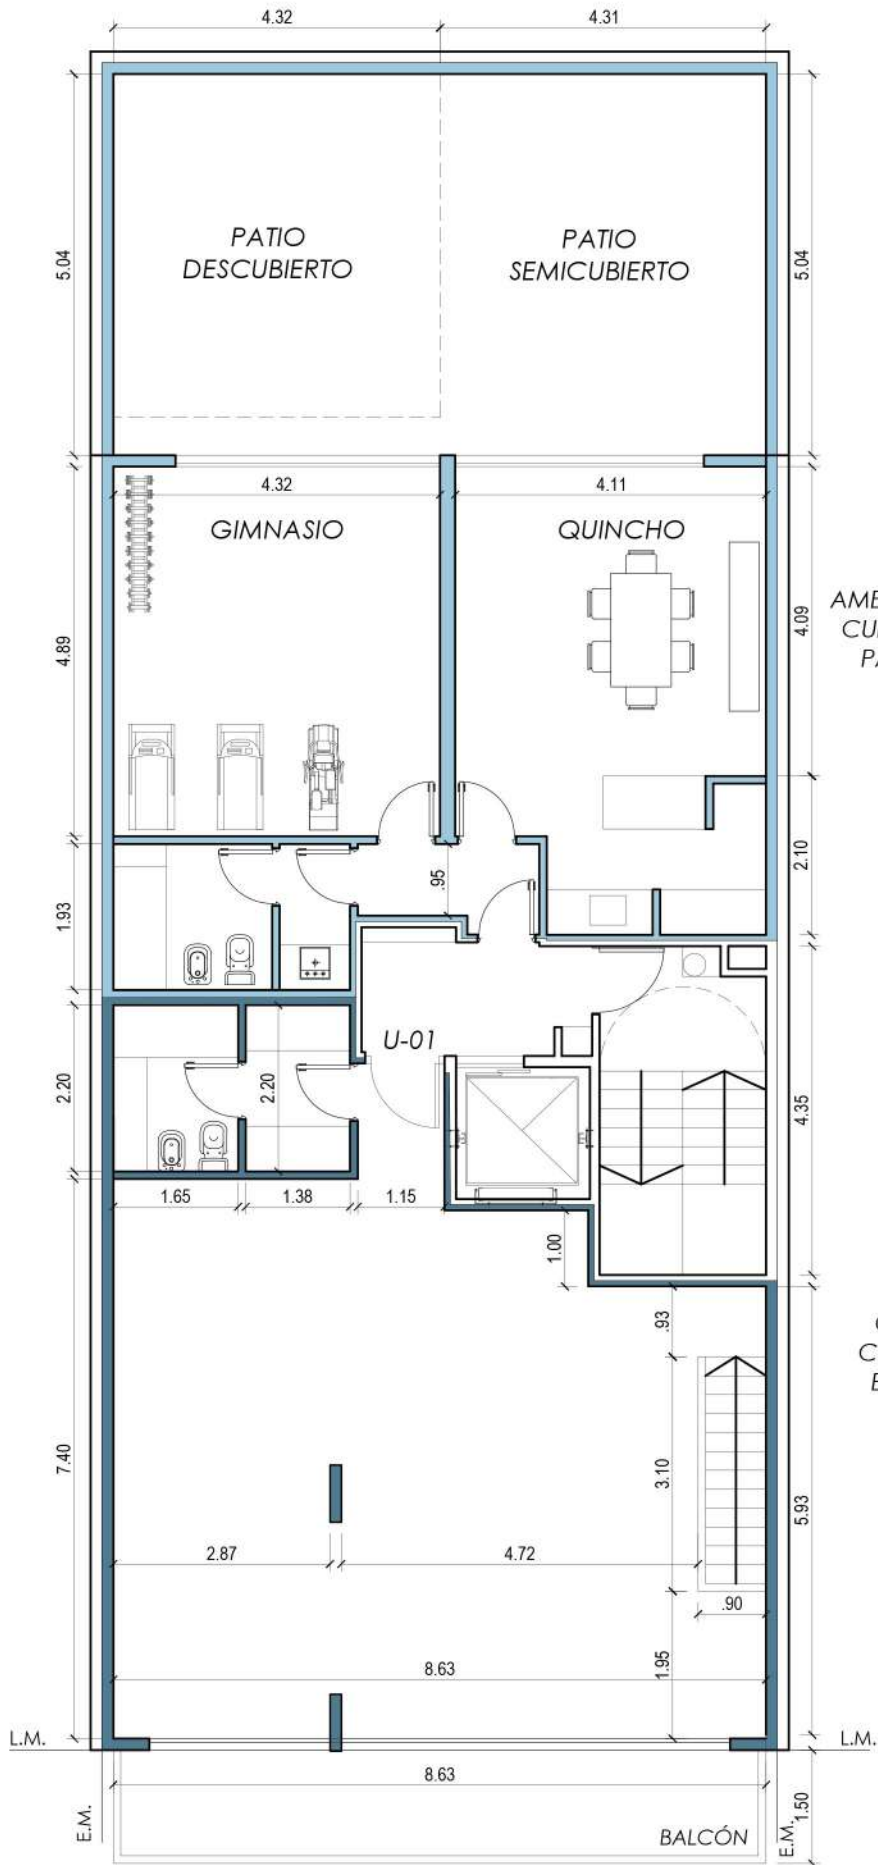 4.32
4.31
5.04
PATIO
DESCUBIERTO
PATIO
SEMICUBIERTO
5.04
4.32
4.11
GIMNASIO
QUINCHO
4.89
4.09
.95
1.93
2.10
U-01
2.20
2.20
4.35
1.65
1.38
1.15
1.00
.93
7.40
3.10
5.93
2.87
4.72
.90
1.95
8.63
L.M.
L.M.
8.63
E.M.
BALCÓN
E.M.
1.50